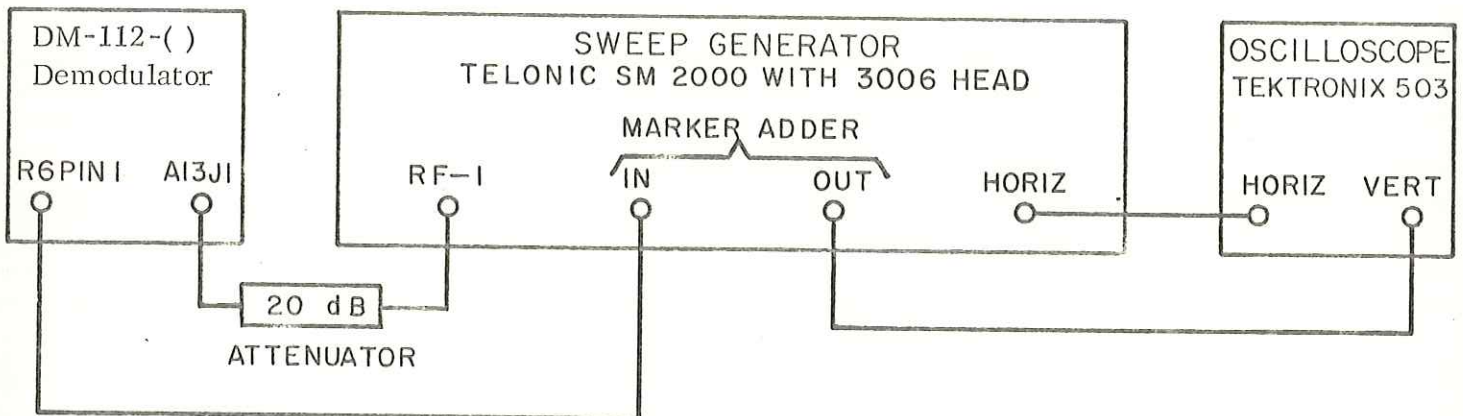 DM-112-( )
Demodulator
R6PIN1 A13J1
SWEEP GENERATOR
TELONIC SM 2000 WITH 3006 HEAD
MARKER ADDER
RF-1 IN OUT HORIZ
OSCILLOSCOPE
TEKTRONIX 503
HORIZ VERT
20 dB
ATTENUATOR